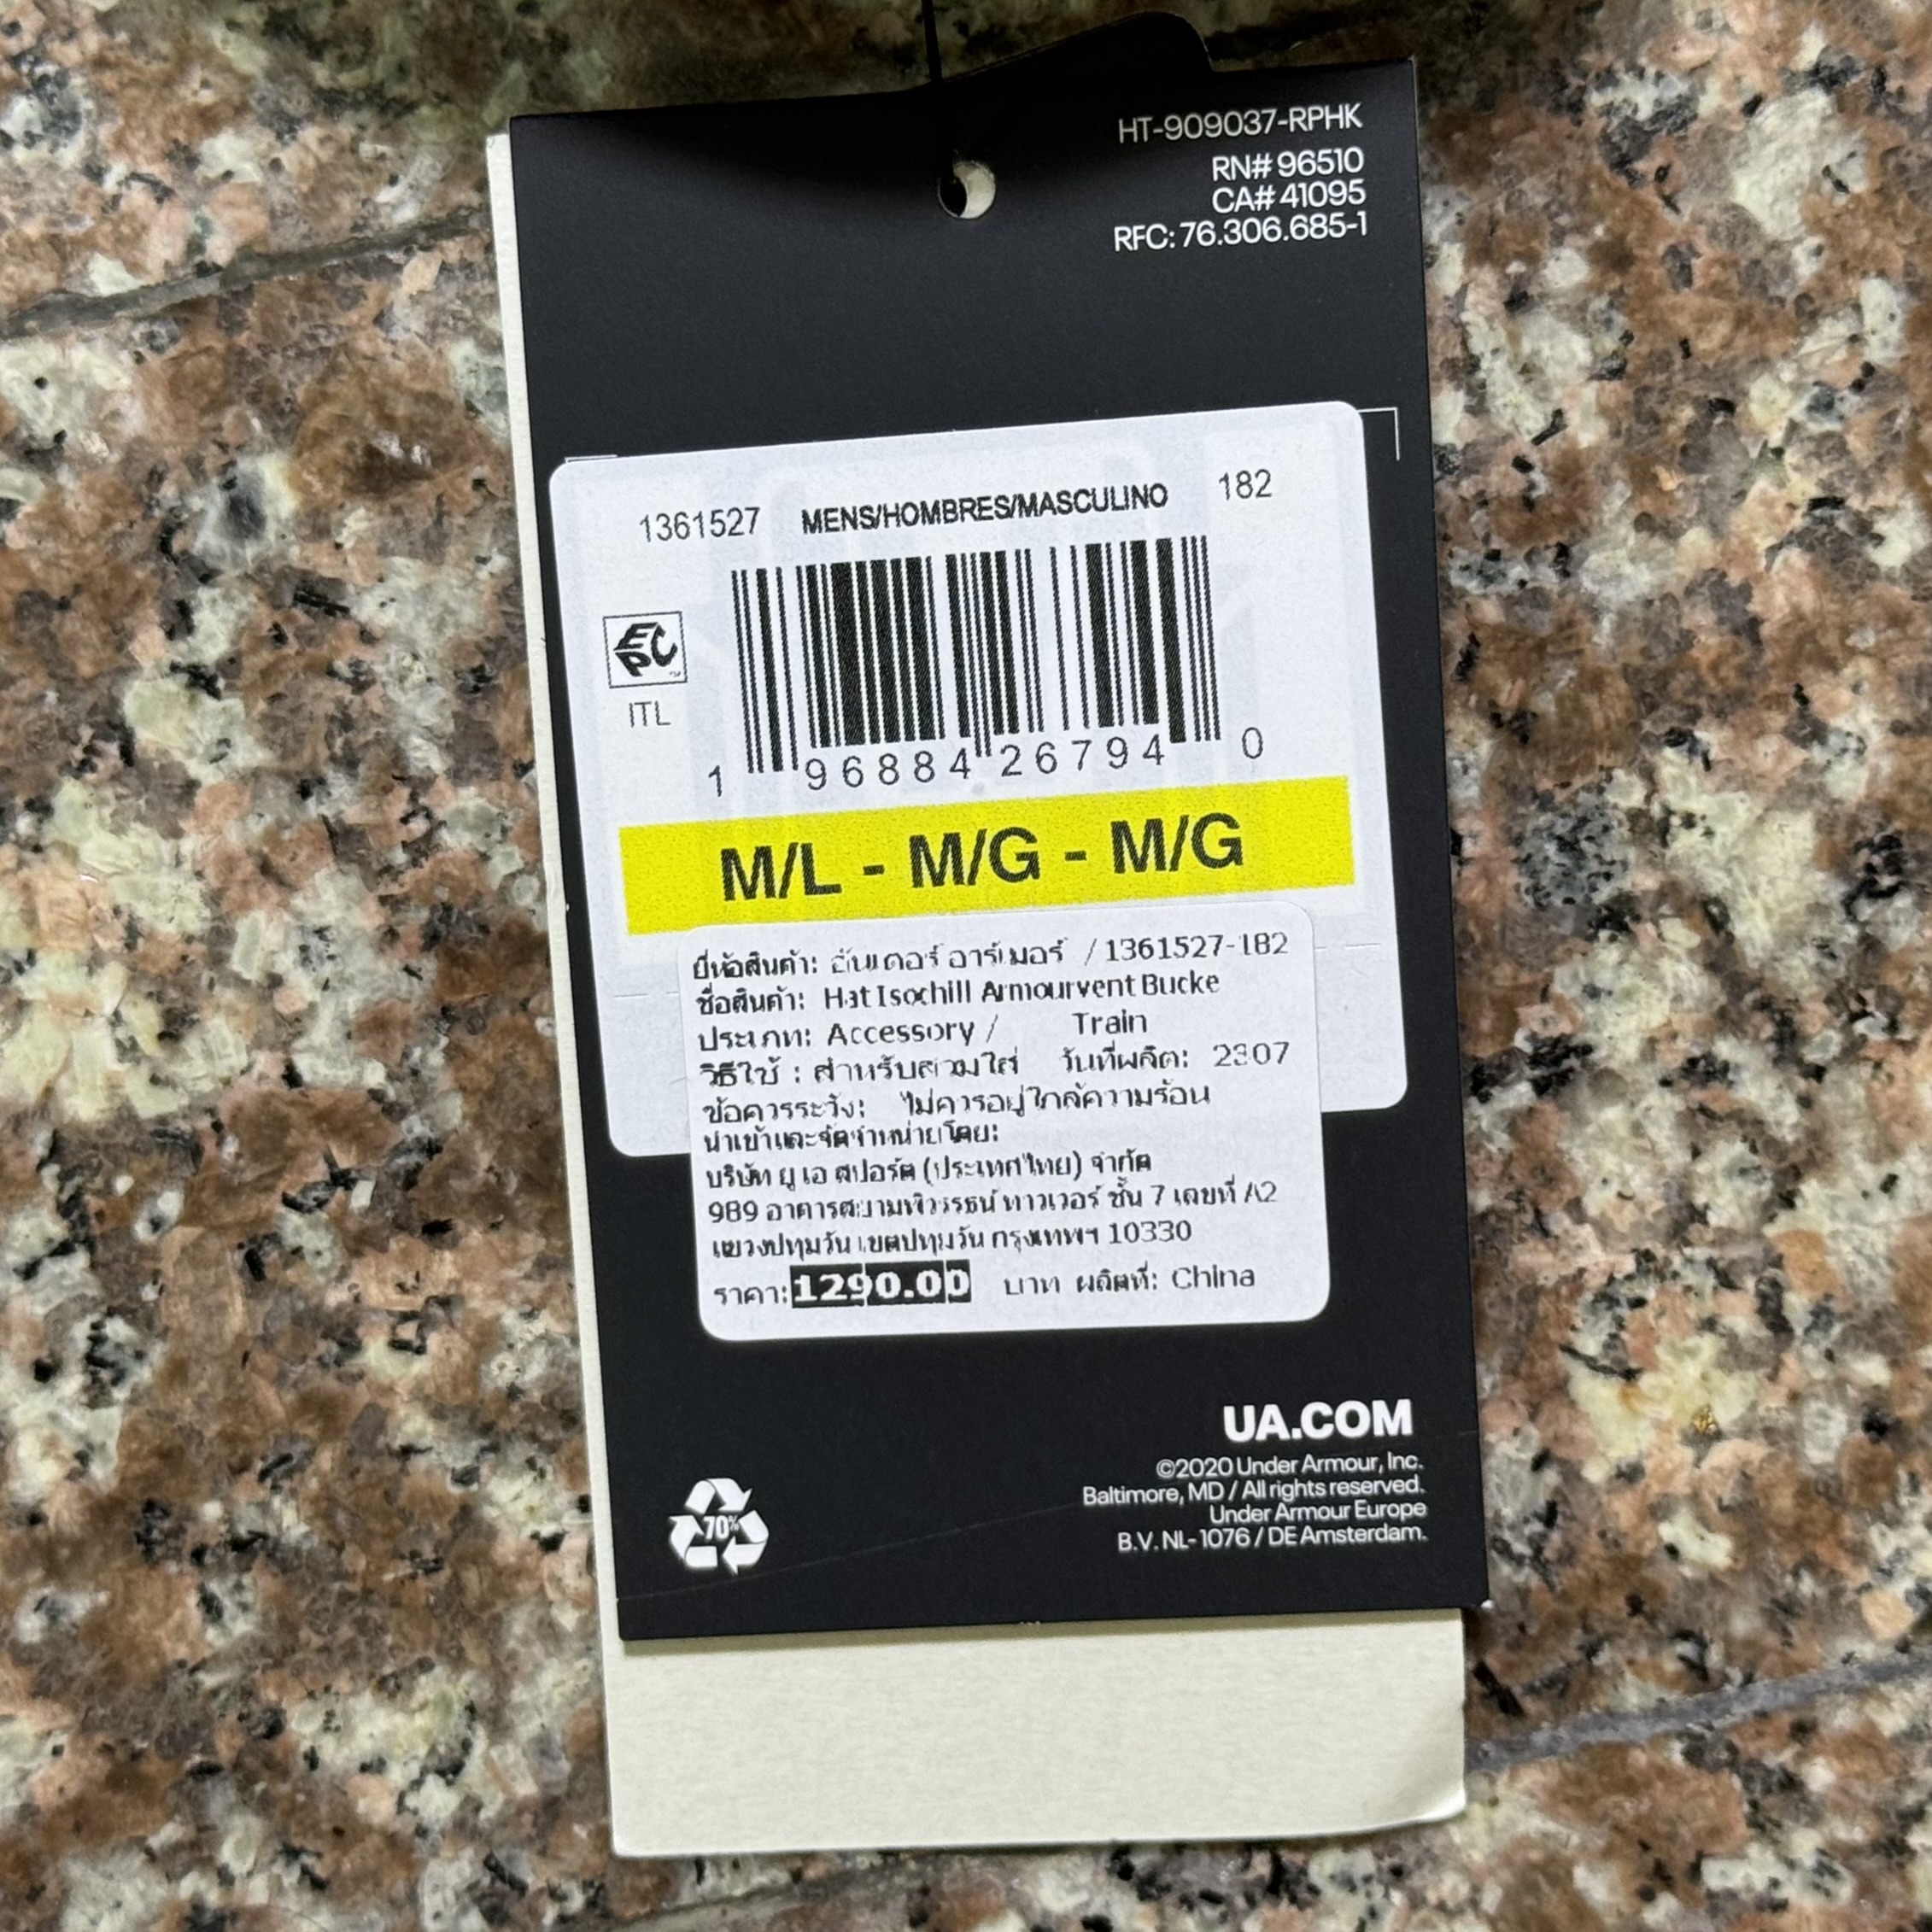 HT-909037-RPHK
RN# 96510
CA# 41095
RFC: 76.306.685-1
1361527 MENS/HOMBRES/MASCULINO 182
EPC
ITL
1 96884 26794 0
M/L - M/G - M/G
ยี่ห้อสินค้า: อันเดอร์ อาร์เมอร์ / 1361527-182
ชื่อสินค้า: Hat Isochill Armourvent Bucke
ประเภท: Accessory / Train
วิธีใช้ : สำหรับสวมใส่ วันที่ผลิต: 2307
ข้อควรระวัง: ไม่ควรอยู่ใกล้ความร้อน
นำเข้าและจัดจำหน่ายโดย:
บริษัท ยู เอ สปอร์ต (ประเทศไทย) จำกัด
989 อาคารสยามพิวรรธน์ ทาวเวอร์ ชั้น 7 เลขที่ A2
แขวงปทุมวัน เขตปทุมวัน กรุงเทพฯ 10330
ราคา: 1290.00 บาท ผลิตที่: China
UA.COM
©2020 Under Armour, Inc.
Baltimore, MD / All rights reserved.
Under Armour Europe
B.V. NL-1076 / DE Amsterdam.
70%